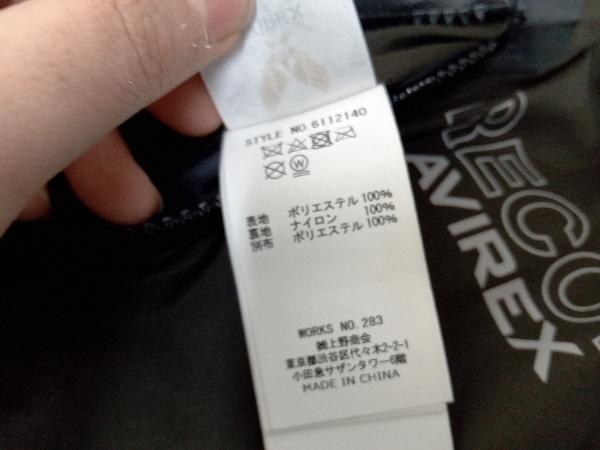 STYLE NO.6112140
W
表地 ポリエステル 100%
裏地 ナイロン 100%
別布 ポリエステル 100%
WORKS NO.283
㈱上野商会
東京都渋谷区代々木2-2-1
小田急サザンタワー6階
MADE IN CHINA
AVIREX